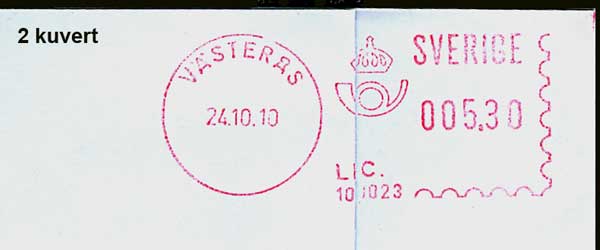 2 kuvert
VÄSTERÅS
24.10.10
SVERIGE
005,30
LIC.